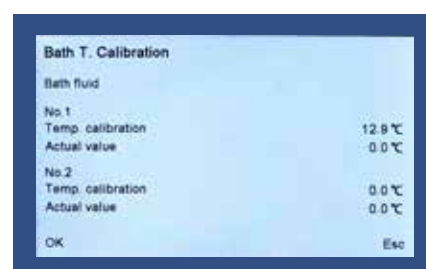 Bath T. Calibration
Bath fluid
No.1
Temp. calibration 12.9 ℃
Actual value 0.0 ℃
No.2
Temp. calibration 0.0 ℃
Actual value 0.0 ℃
OK Esc